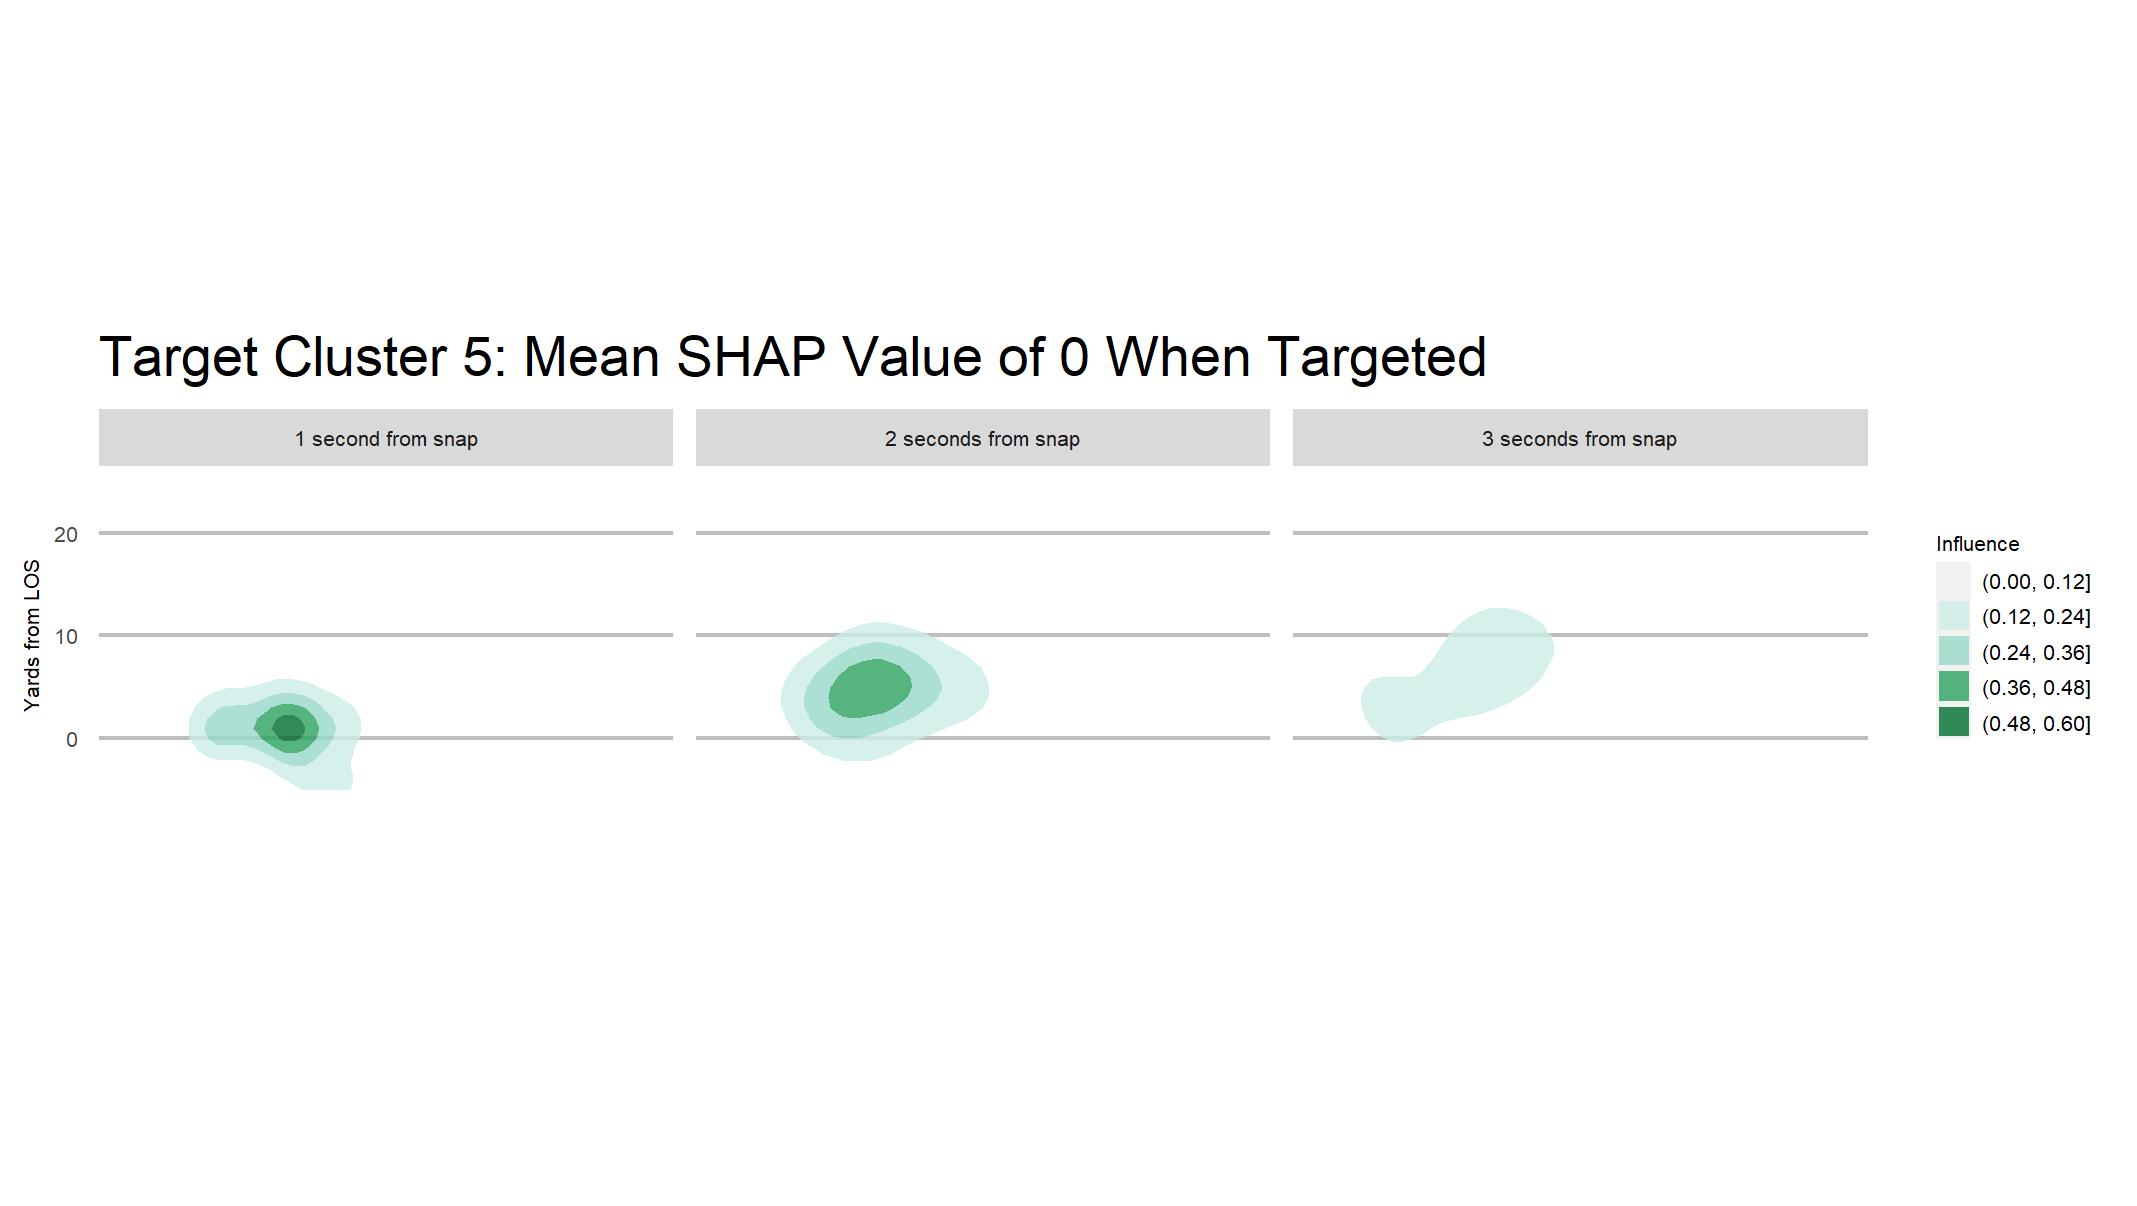 Target Cluster 5: Mean SHAP Value of 0 When Targeted
1 second from snap
2 seconds from snap
3 seconds from snap
20
10
0
Yards from LOS
Influence
(0.00, 0.12]
(0.12, 0.24]
(0.24, 0.36]
(0.36, 0.48]
(0.48, 0.60]